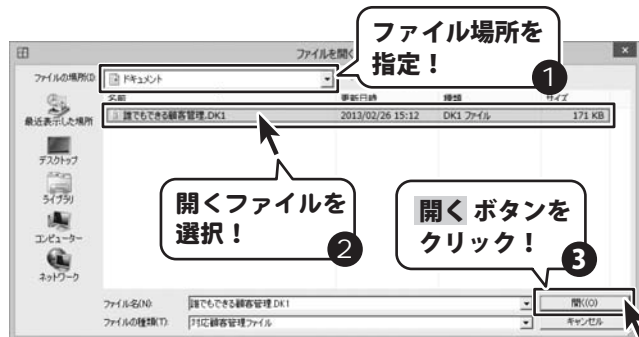 ファイルを開く
ファイル場所を
指定！
1
ファイルの場所(I):
ドキュメント
名前
更新日時
種類
サイズ
誰でもできる顧客管理.DK1
2013/02/26 15:12
DK1 ファイル
171 KB
最近表示した場所
デスクトップ
ライブラリ
コンピューター
ネットワーク
開くファイルを
選択！
2
開く ボタンを
クリック！
3
ファイル名(N):
誰でもできる顧客管理.DK1
開く(O)
ファイルの種類(T):
対応顧客管理ファイル
キャンセル